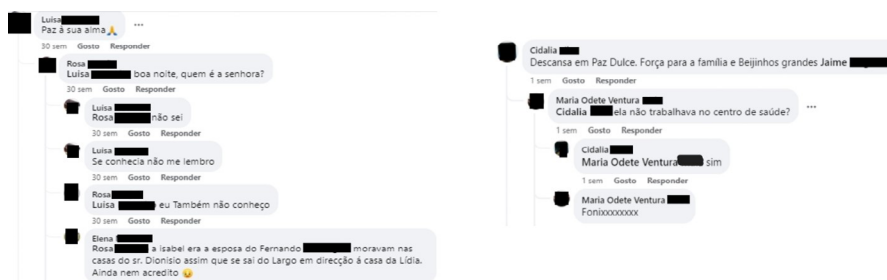 Luisa
Paz á sua alma🙏 ...
30 sem Gosto Responder
Rosa
Luisa boa noite, quem é a senhora?
30 sem Gosto Responder
Luisa
Rosa não sei
30 sem Gosto Responder
Luisa
Se conhecia não me lembro
30 sem Gosto Responder
Rosa
Luisa eu Também não conheço
30 sem Gosto Responder
Elena
Rosa a isabel era a esposa do Fernando moravam nas
casas do sr. Dionisio assim que se sai do Largo em direcção á casa da Lídia.
Ainda nem acredito 😞
Cidalia
Descansa em Paz Dulce. Força para a família e Beijinhos grandes Jaime
1 sem Gosto Responder
Maria Odete Ventura
Cidalia ela não trabalhava no centro de saúde? ...
1 sem Gosto Responder
Cidalia
Maria Odete Ventura sim
1 sem Gosto Responder
Maria Odete Ventura
Fonixxxxxxxx